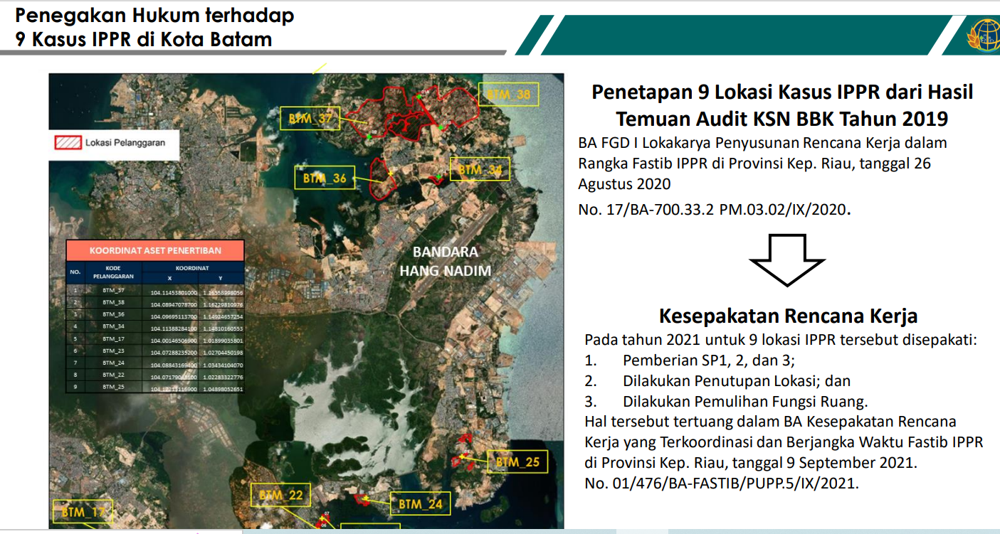 Penegakan Hukum terhadap
9 Kasus IPPR di Kota Batam
BTM_38
BTM_37
Lokasi Pelanggaran
BTM_34
BTM_36
BANDARA
HANG NADIM
KOORDINAT ASET PENERTIBAN
NO. KODE PELANGGARAN KOORDINAT
X Y
1 BTM_37 104.11453801000 1.16558998056
2 BTM_38 104.08947078700 1.16229810976
3 BTM_36 104.09695113700 1.14924657254
4 BTM_34 104.11388284100 1.14810160553
5 BTM_17 104.00146506900 1.01899035801
6 BTM_23 104.07288235200 1.02704450198
7 BTM_24 104.08843169400 1.03434104070
8 BTM_22 1.02283322776
9 BTM_25 1.04898052651
BTM_25
BTM_22
BTM_24
BTM_17
07
Penetapan 9 Lokasi Kasus IPPR dari Hasil
Temuan Audit KSN BBK Tahun 2019
BA FGD I Lokakarya Penyusunan Rencana Kerja dalam
Rangka Fastib IPPR di Provinsi Kep. Riau, tanggal 26
Agustus 2020
No. 17/BA-700.33.2 PM.03.02/IX/2020.
Kesepakatan Rencana Kerja
Pada tahun 2021 untuk 9 lokasi IPPR tersebut disepakati:
1. Pemberian SP1, 2, dan 3;
2. Dilakukan Penutupan Lokasi; dan
3. Dilakukan Pemulihan Fungsi Ruang.
Hal tersebut tertuang dalam BA Kesepakatan Rencana
Kerja yang Terkoordinasi dan Berjangka Waktu Fastib IPPR
di Provinsi Kep. Riau, tanggal 9 September 2021.
No. 01/476/BA-FASTIB/PUPP.5/IX/2021.